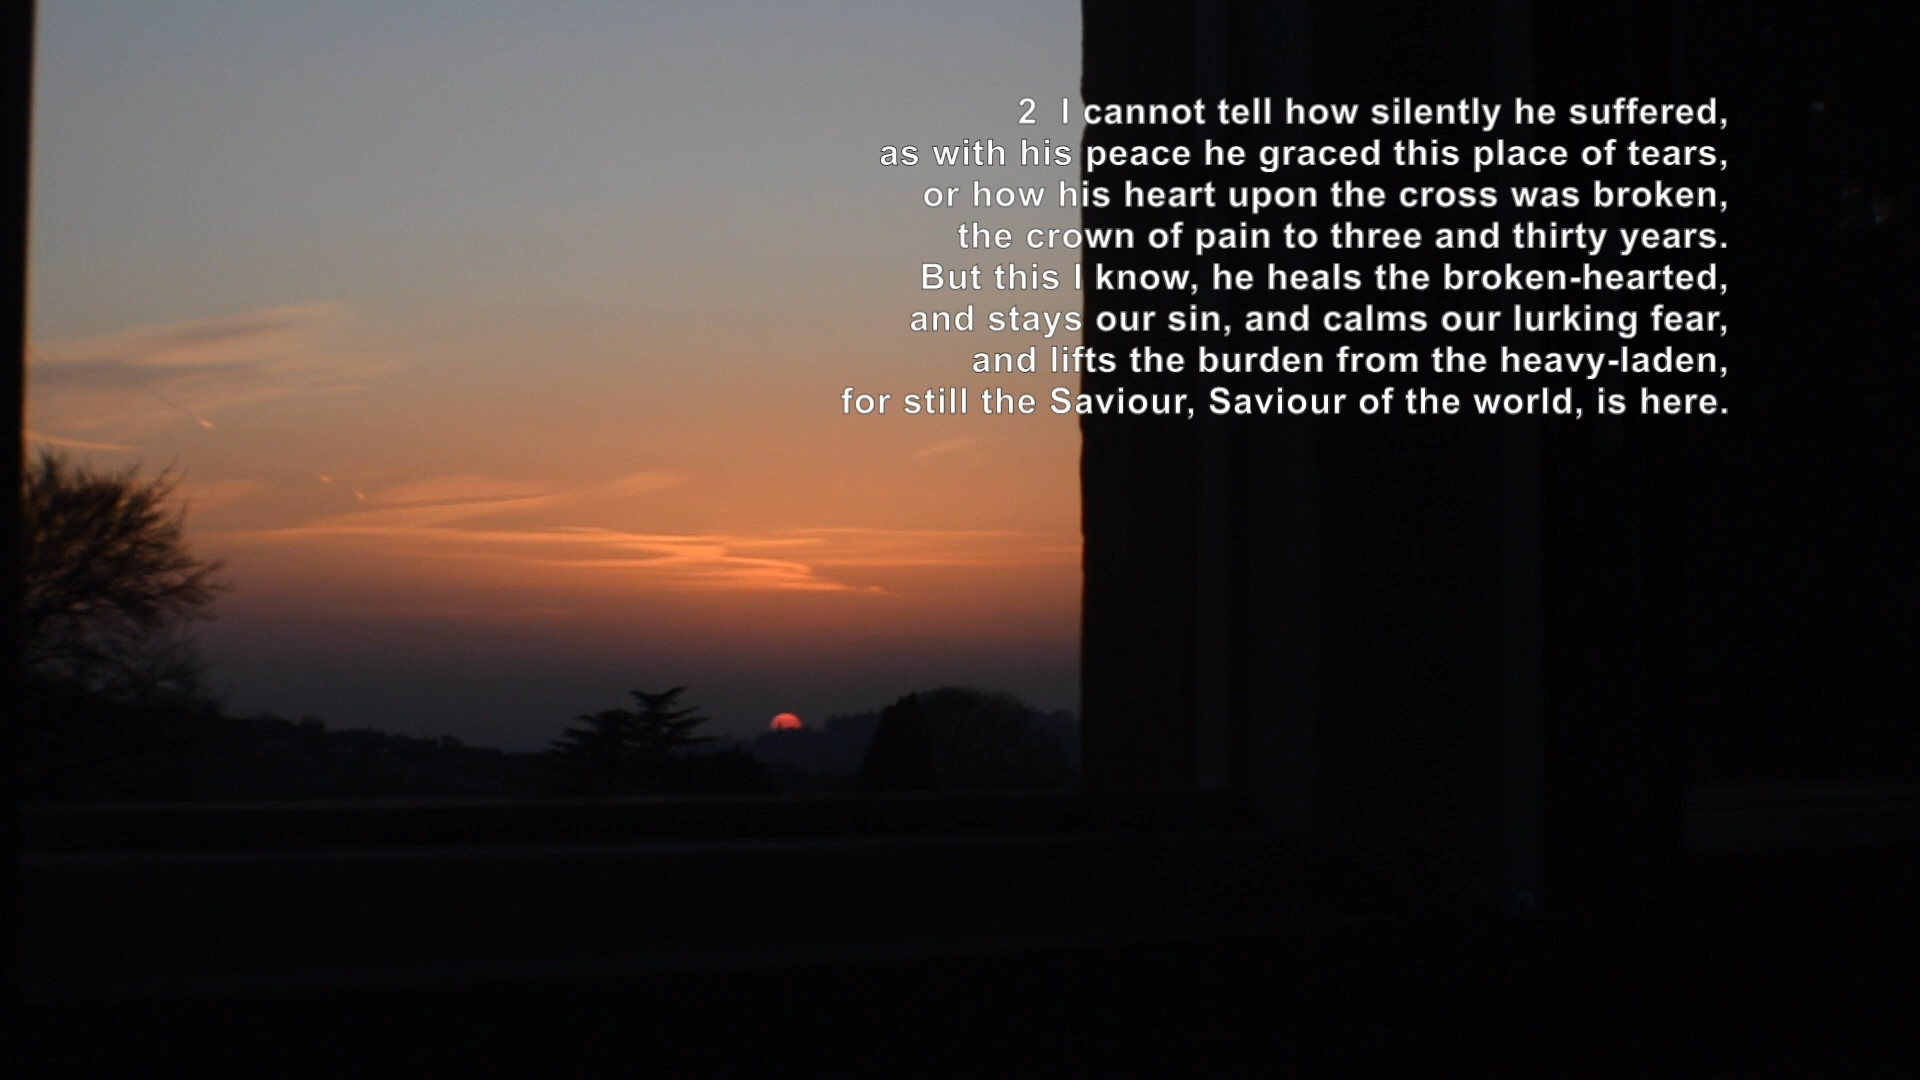 2 I cannot tell how silently he suffered,
as with his peace he graced this place of tears,
or how his heart upon the cross was broken,
the crown of pain to three and thirty years.
But this I know, he heals the broken-hearted,
and stays our sin, and calms our lurking fear,
and lifts the burden from the heavy-laden,
for still the Saviour, Saviour of the world, is here.